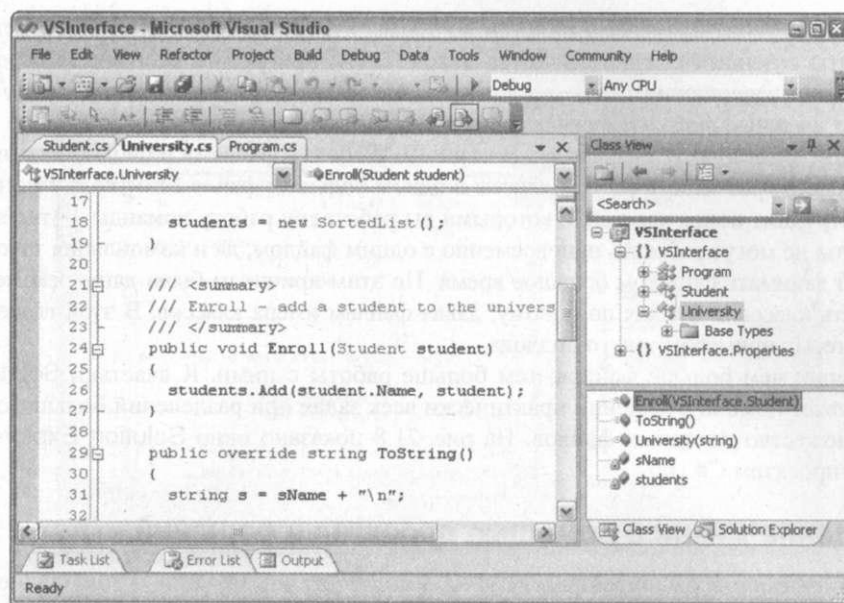 VSInterface - Microsoft Visual Studio
File Edit View Refactor Project Build Debug Data Tools Window Community Help
Debug Any CPU
Student.cs University.cs Program.cs
VSInterface.University Enroll(Student student)
17
18 students = new SortedList();
19 }
20
21 /// <summary>
22 /// Enroll - add a student to the univers
23 /// </summary>
24 public void Enroll(Student student)
25 {
26 students.Add(student.Name, student);
27 }
28
29 public override string ToString()
30 {
31 string s = sName + "\n";
32
Class View
<Search>
VSInterface
{} VSInterface
Program
Student
University
Base Types
{} VSInterface.Properties
Enroll(VSInterface.Student)
ToString()
University(string)
sName
students
Class View Solution Explorer
Task List Error List Output
Ready